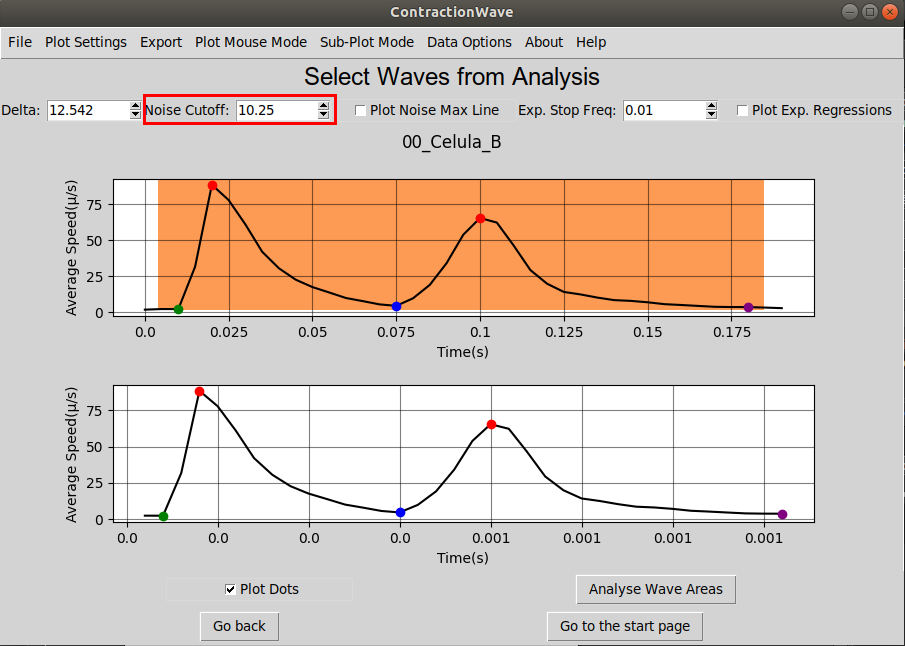 ContractionWave
File Plot Settings Export Plot Mouse Mode Sub-Plot Mode Data Options About Help
Select Waves from Analysis
Delta: 12.542 Noise Cutoff: 10.25 Plot Noise Max Line Exp. Stop Freq: 0.01 Plot Exp. Regressions
00_Celula_B
Average Speed(μ/s)
75
50
25
0
0.0 0.025 0.05 0.075 0.1 0.125 0.15 0.175
Time(s)
Average Speed(μ/s)
75
50
25
0
0.0 0.0 0.0 0.0 0.001 0.001 0.001 0.001
Time(s)
Plot Dots Analyse Wave Areas
Go back Go to the start page